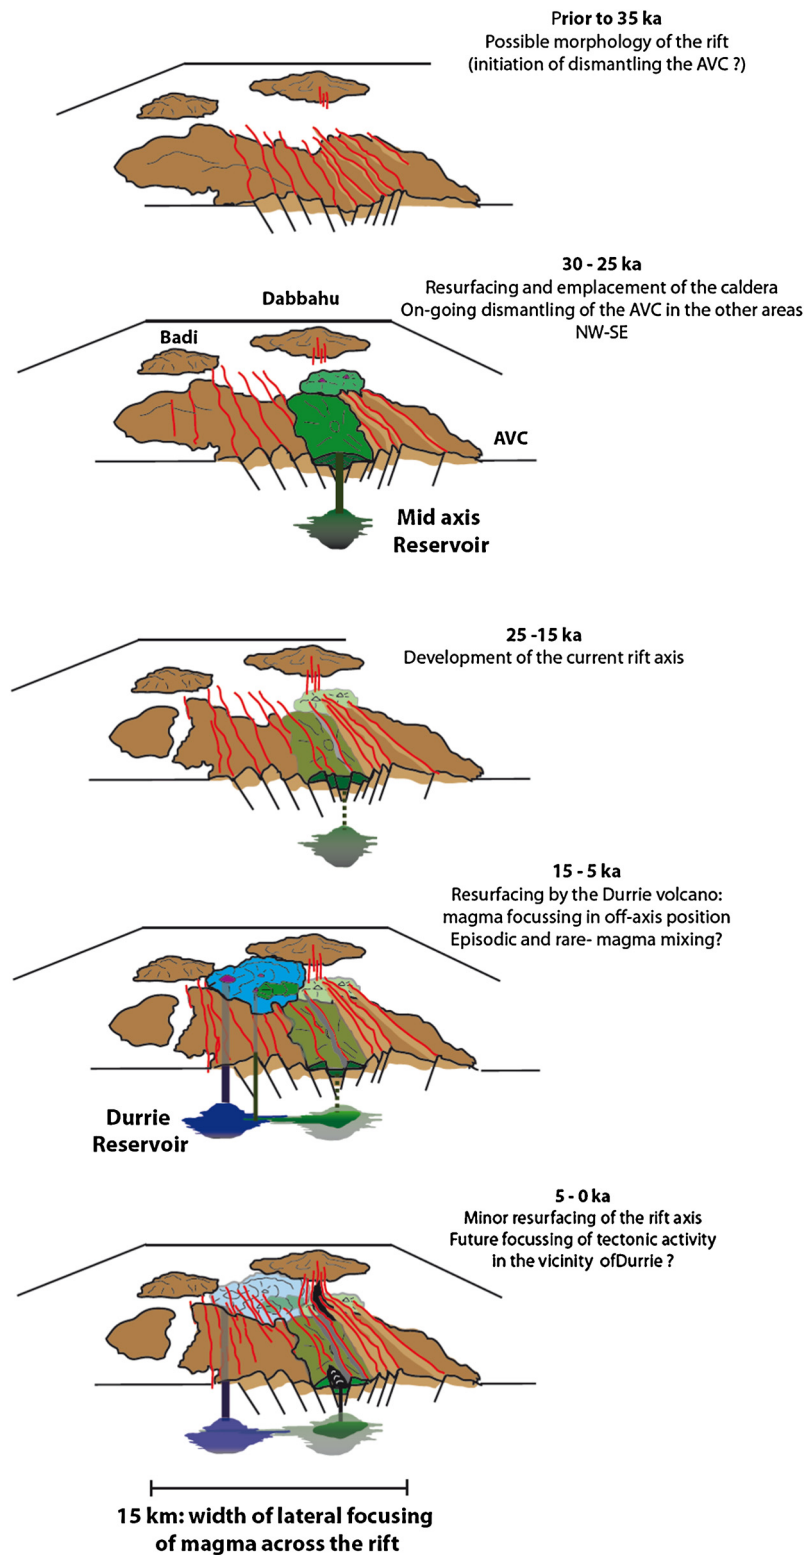 Prior to 35 ka
Possible morphology of the rift
(initiation of dismantling the AVC ?)
30 - 25 ka
Resurfacing and emplacement of the caldera
On-going dismantling of the AVC in the other areas
NW-SE
Dabbahu
Badi
AVC
Mid axis
Reservoir
25 -15 ka
Development of the current rift axis
15 - 5 ka
Resurfacing by the Durrie volcano:
magma focussing in off-axis position
Episodic and rare- magma mixing?
Durrie
Reservoir
5 - 0 ka
Minor resurfacing of the rift axis
Future focussing of tectonic activity
in the vicinity ofDurrie ?
15 km: width of lateral focusing
of magma across the rift